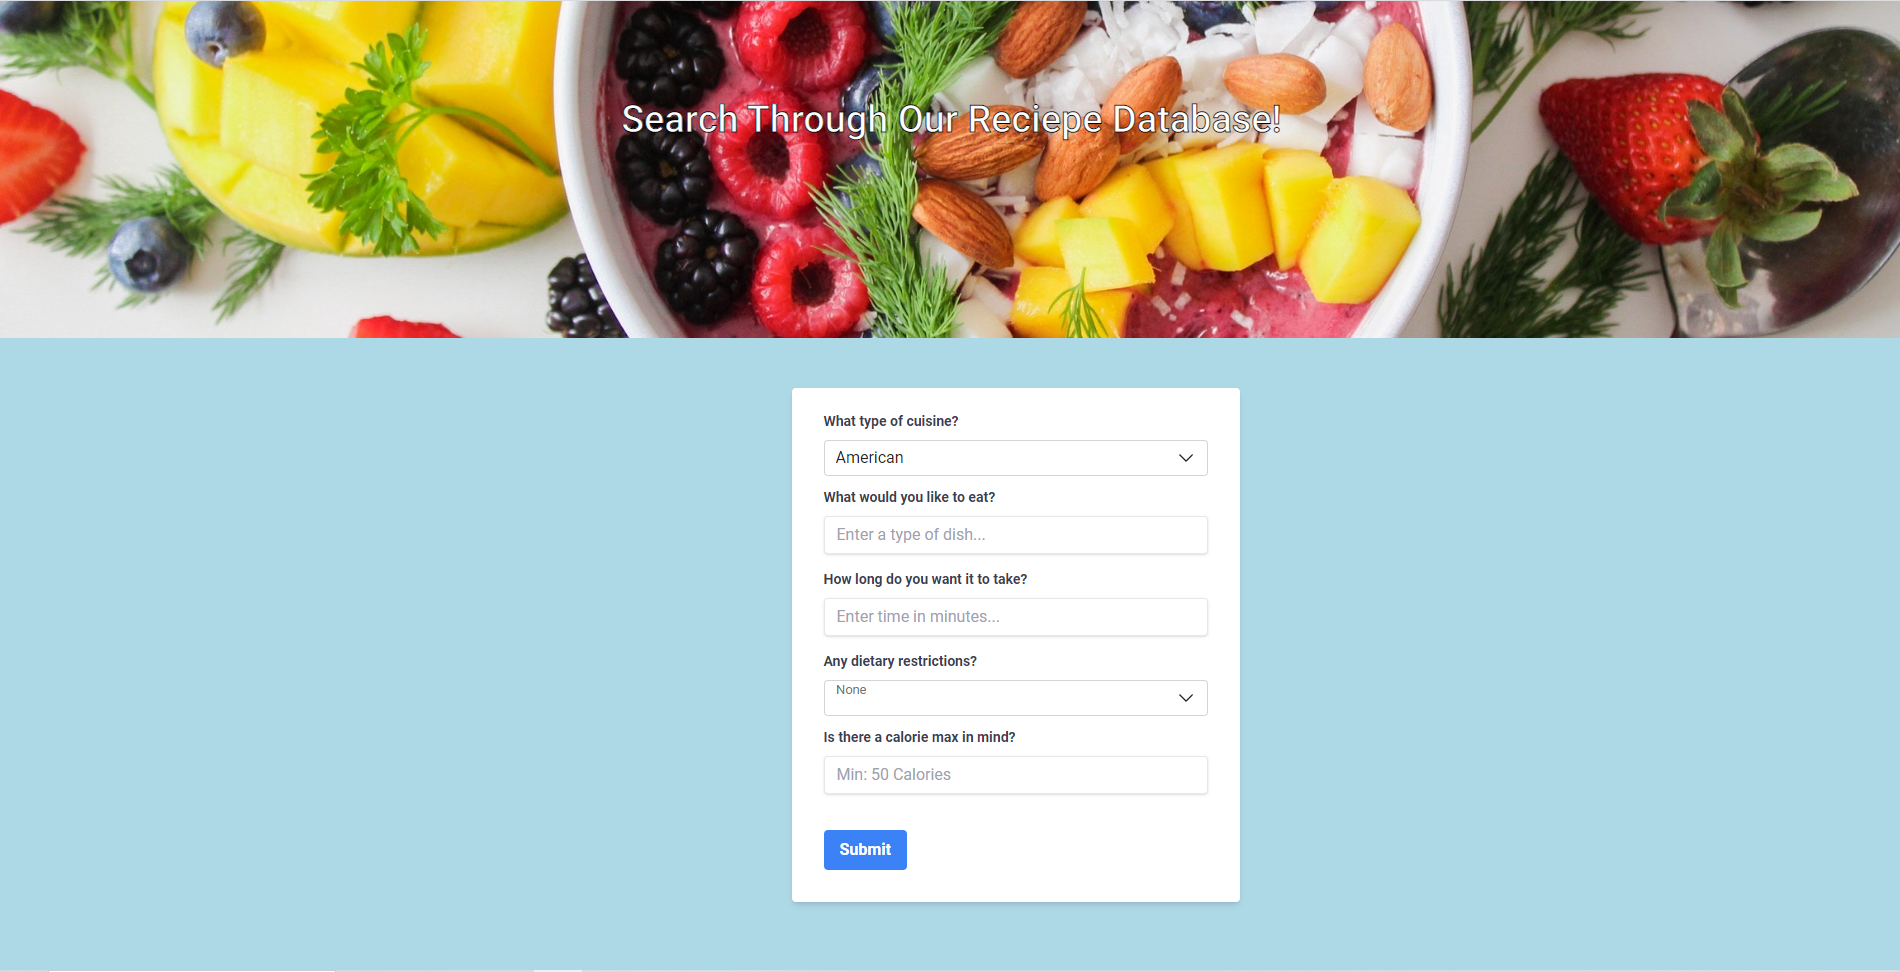 Search Through Our Reciepe Database!
What type of cuisine?
American
What would you like to eat?
Enter a type of dish...
How long do you want it to take?
Enter time in minutes...
Any dietary restrictions?
None
Is there a calorie max in mind?
Min: 50 Calories
Submit